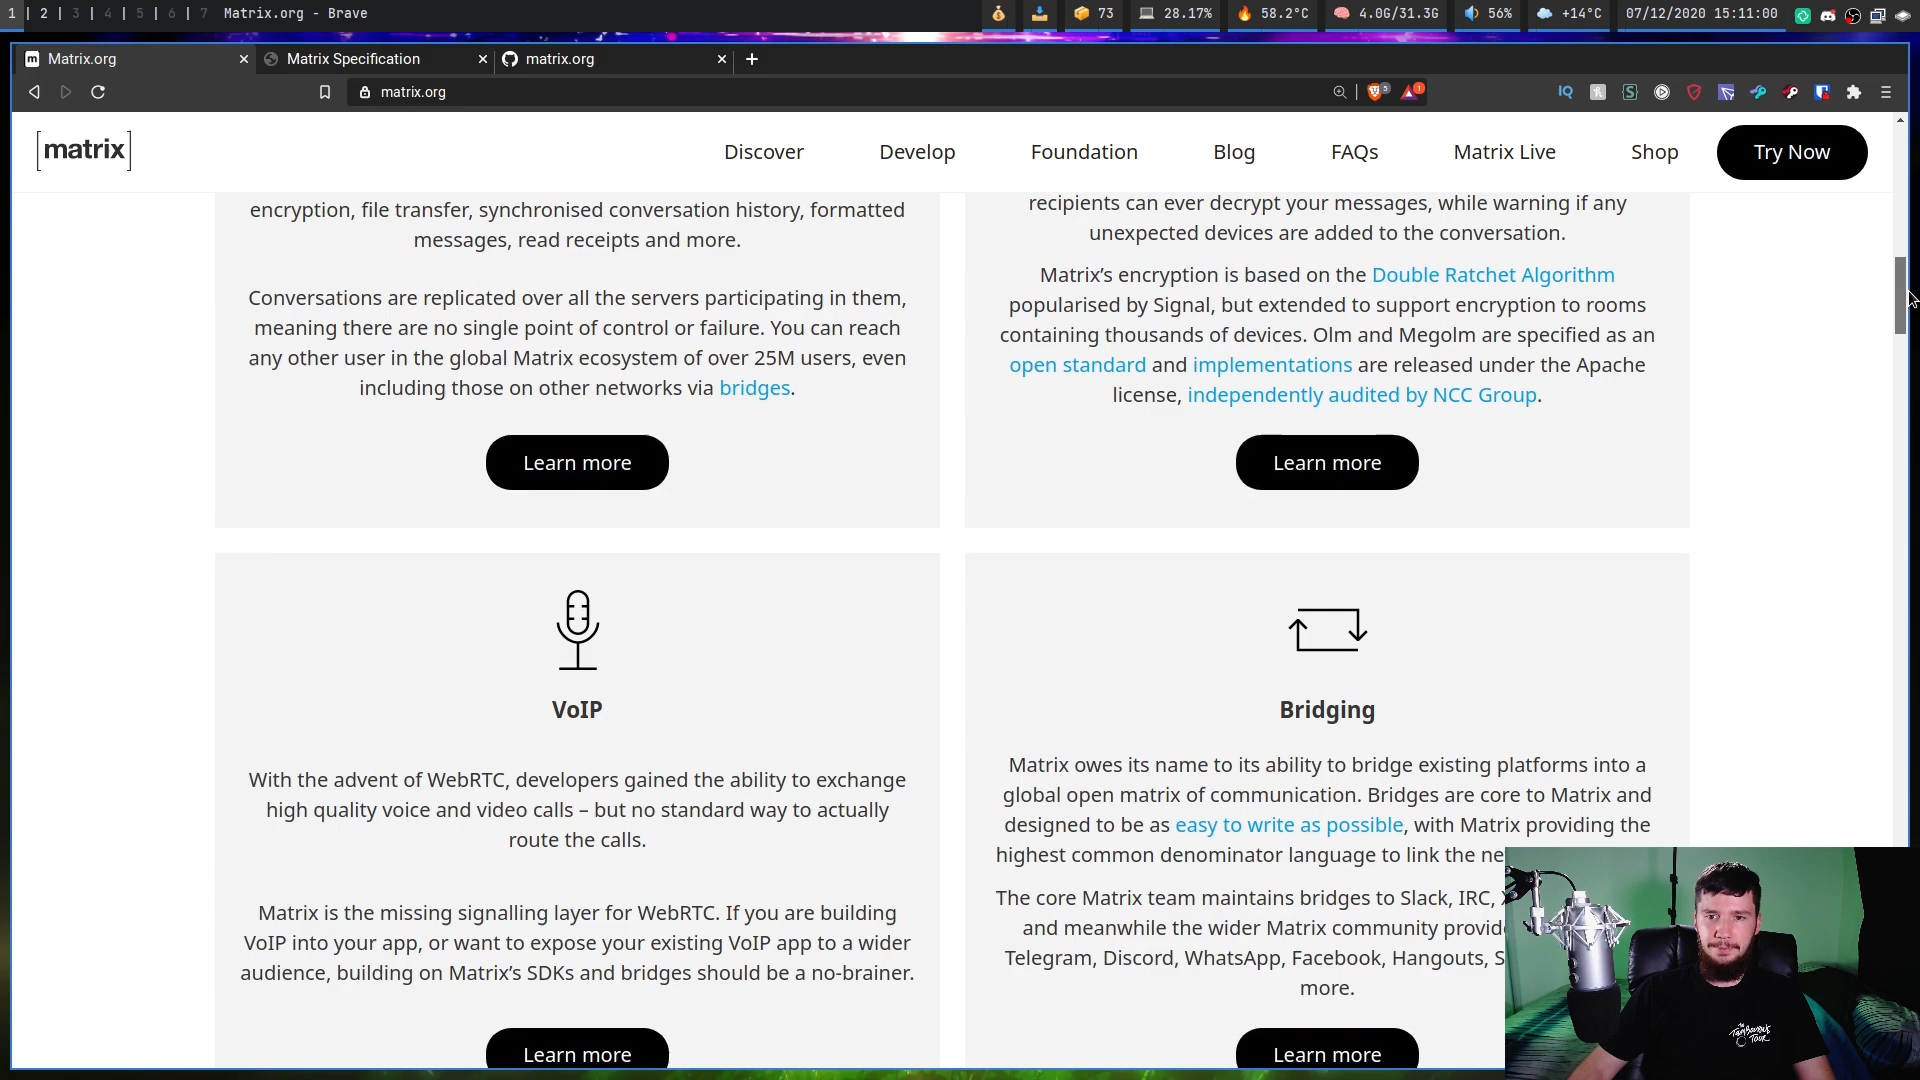 1 | 2 | 3 | 4 | 5 | 6 | 7 Matrix.org - Brave
73 28.17% 58.2°C 4.0G/31.3G 56% +14°C 07/12/2020 15:11:00
Matrix.org
Matrix Specification
matrix.org
matrix.org
5
1
IQ
[matrix]
Discover
Develop
Foundation
Blog
FAQs
Matrix Live
Shop
Try Now
encryption, file transfer, synchronised conversation history, formatted
messages, read receipts and more.
Conversations are replicated over all the servers participating in them,
meaning there are no single point of control or failure. You can reach
any other user in the global Matrix ecosystem of over 25M users, even
including those on other networks via bridges.
Learn more
recipients can ever decrypt your messages, while warning if any
unexpected devices are added to the conversation.
Matrix’s encryption is based on the Double Ratchet Algorithm
popularised by Signal, but extended to support encryption to rooms
containing thousands of devices. Olm and Megolm are specified as an
open standard and implementations are released under the Apache
license, independently audited by NCC Group.
Learn more
VoIP
With the advent of WebRTC, developers gained the ability to exchange
high quality voice and video calls – but no standard way to actually
route the calls.
Matrix is the missing signalling layer for WebRTC. If you are building
VoIP into your app, or want to expose your existing VoIP app to a wider
audience, building on Matrix’s SDKs and bridges should be a no-brainer.
Learn more
Bridging
Matrix owes its name to its ability to bridge existing platforms into a
global open matrix of communication. Bridges are core to Matrix and
designed to be as easy to write as possible, with Matrix providing the
highest common denominator language to link the ne
The core Matrix team maintains bridges to Slack, IRC,
and meanwhile the wider Matrix community provid
Telegram, Discord, WhatsApp, Facebook, Hangouts, S
more.
Learn more